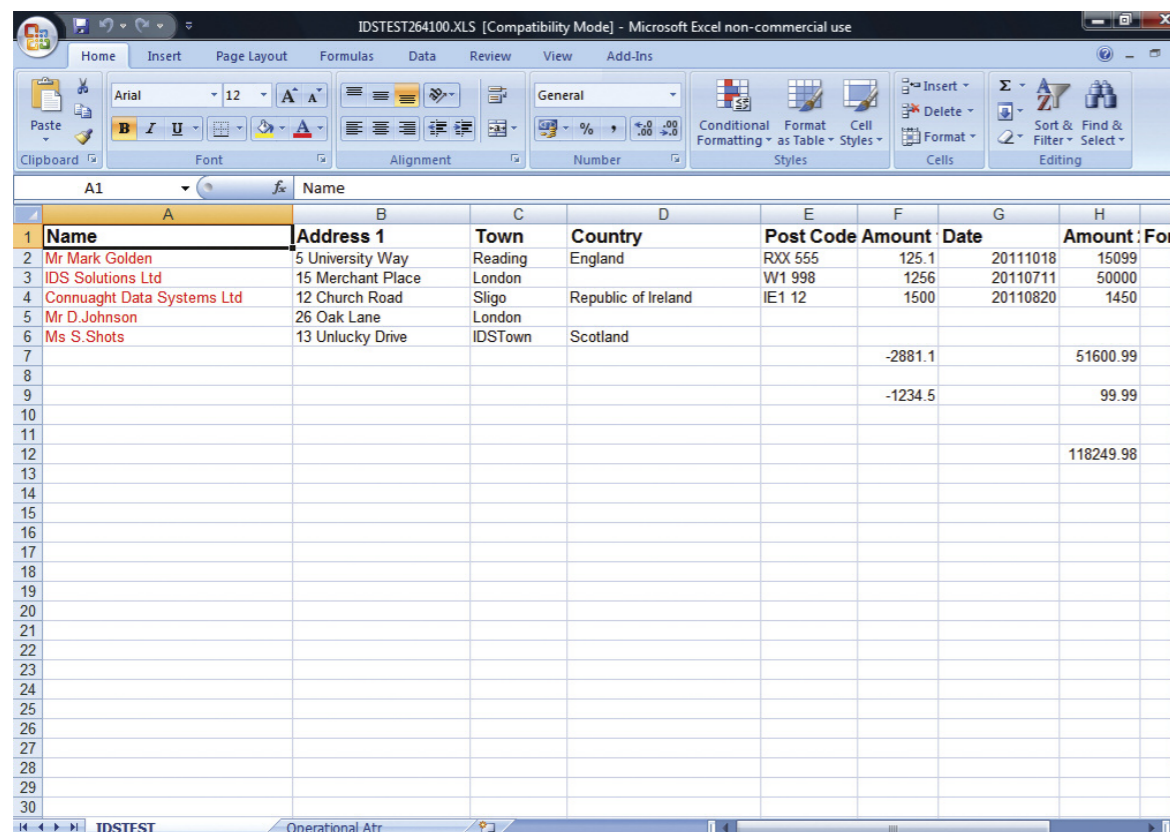 IDSTEST264100.XLS [Compatibility Mode] - Microsoft Excel non-commercial use
Home Insert Page Layout Formulas Data Review View Add-Ins
Arial 12 General Insert
Paste B I U Conditional Format Cell Delete Sort & Find &
Formatting as Table Styles Format Filter Select
Clipboard Font Alignment Number Styles Cells Editing
A1 fx Name
A B C D E F G H
1 Name Address 1 Town Country Post Code Amount Date Amount For
2 Mr Mark Golden 5 University Way Reading England RXX 555 125.1 20111018 15099
3 IDS Solutions Ltd 15 Merchant Place London W1 998 1256 20110711 50000
4 Connuaght Data Systems Ltd 12 Church Road Sligo Republic of Ireland IE1 12 1500 20110820 1450
5 Mr D.Johnson 26 Oak Lane London
6 Ms S.Shots 13 Unlucky Drive IDSTown Scotland
7 -2881.1 51600.99
8
9 -1234.5 99.99
10
11
12 118249.98
13
14
15
16
17
18
19
20
21
22
23
24
25
26
27
28
29
30
IDSTEST Operational Atr